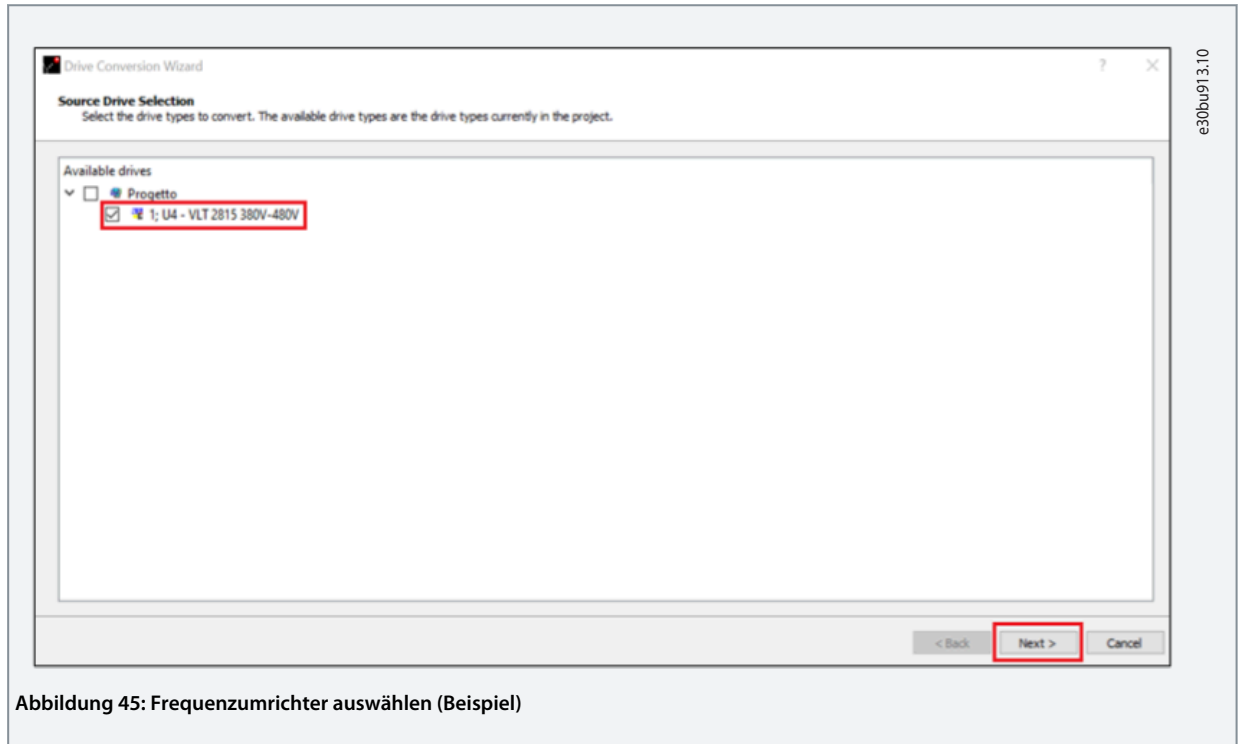 Drive Conversion Wizard
Source Drive Selection
Select the drive types to convert. The available drive types are the drive types currently in the project.
Available drives
Progetto
1; U4 - VLT 2815 380V-480V
< Back Next > Cancel
e30bu913.10
Abbildung 45: Frequenzumrichter auswählen (Beispiel)